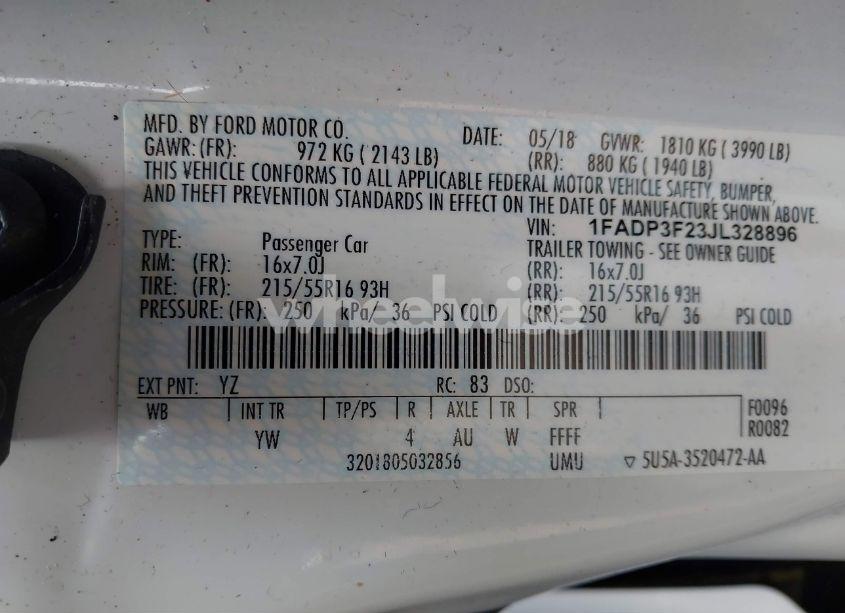 MFD. BY FORD MOTOR CO. DATE: 05/18 GVWR: 1810 KG ( 3990 LB)
GAWR: (FR): 972 KG ( 2143 LB) (RR): 880 KG ( 1940 LB)
THIS VEHICLE CONFORMS TO ALL APPLICABLE FEDERAL MOTOR VEHICLE SAFETY, BUMPER,
AND THEFT PREVENTION STANDARDS IN EFFECT ON THE DATE OF MANUFACTURE SHOWN ABOVE.
VIN: 1FADP3F23JL328896
TYPE: Passenger Car TRAILER TOWING - SEE OWNER GUIDE
RIM: (FR): 16x7.0J (RR): 16x7.0J
TIRE: (FR): 215/55R16 93H (RR): 215/55R16 93H
PRESSURE: (FR): 250 kPa/ 36 PSI COLD (RR): 250 kPa/ 36 PSI COLD
wheelwise
EXT PNT: YZ RC: 83 DSO:
WB INT TR TP/PS R AXLE TR SPR F0096
YW 4 AU W FFFF R0082
3201805032856 UMU ▽ 5U5A-3520472-AA